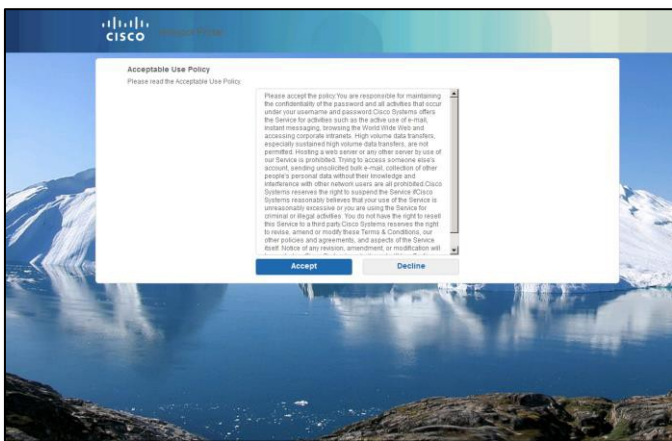 CISCO
Acceptable Use Policy
Please read the Acceptable Use Policy.
Please accept the policy:You are responsible for maintaining
the confidentiality of the password and all activities that occur
under your username and password.Cisco Systems offers
the Service for activities such as the active use of e-mail,
instant messaging, browsing the World Wide Web and
accessing corporate intranets. High volume data transfers,
especially sustained high volume data transfers, are not
permitted. Hosting a web server or any other server by use of
our Service is prohibited. Trying to access someone else's
account, sending unsolicited bulk e-mail, collection of other
people's personal data without their knowledge and
interference with other network users are all prohibited.Cisco
Systems reserves the right to suspend the Service ifCisco
Systems reasonably believes that your use of the Service is
unreasonably excessive or you are using the Service for
criminal or illegal activities. You do not have the right to resell
this Service to a third party.Cisco Systems reserves the right
to revise, amend or modify these Terms & Conditions, our
other policies and agreements, and aspects of the Service
itself. Notice of any revision, amendment, or modification will
Accept
Decline